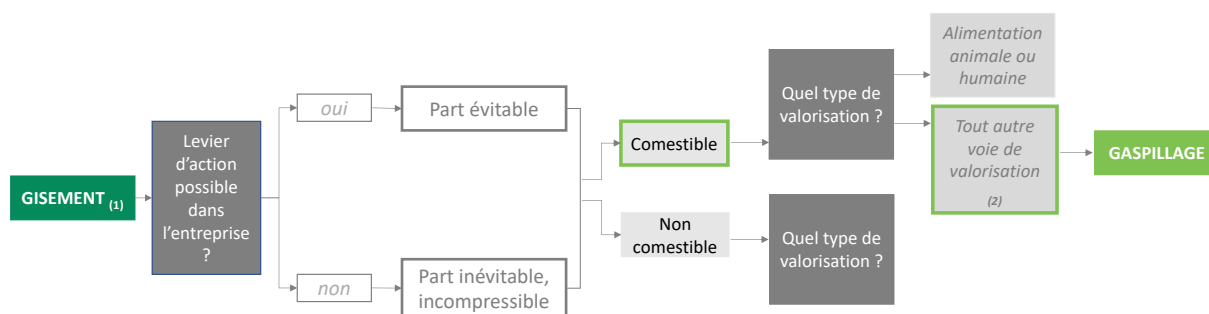 GISEMENT (1)
Levier
d'action
possible
dans
l'entreprise
?
oui
non
Part évitable
Part inévitable,
incompressible
Comestible
Non
comestible
Quel type de
valorisation ?
Quel type de
valorisation ?
Alimentation
animale ou
humaine
Tout autre
voie de
valorisation
(2)
GASPILLAGE